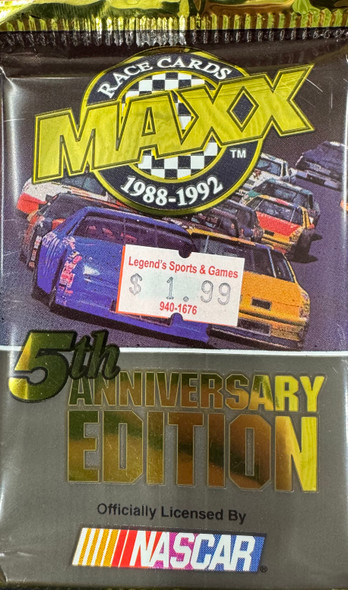 RACE CARDS
MAXX
TM
1988-1992
Legend's Sports & Games
$ 1.99
940-1676
5th
ANNIVERSARY
EDITION
Officially Licensed By
NASCAR